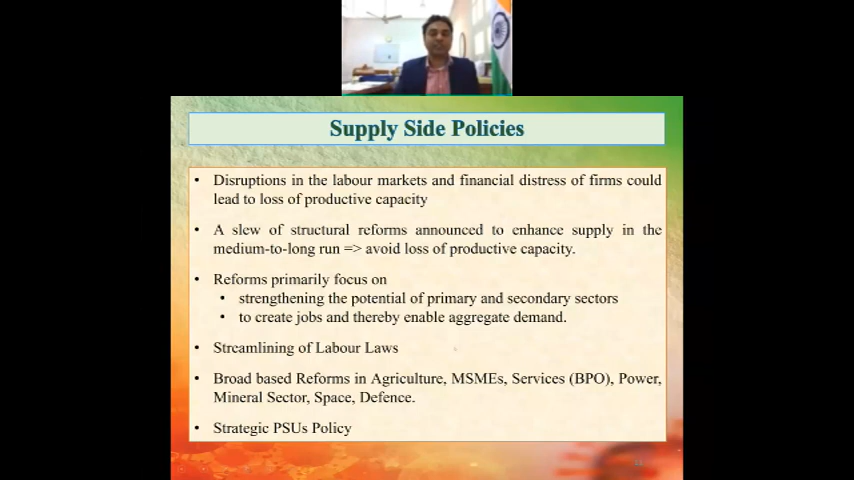 Supply Side Policies
• Disruptions in the labour markets and financial distress of firms could
lead to loss of productive capacity
• A slew of structural reforms announced to enhance supply in the
medium-to-long run => avoid loss of productive capacity.
• Reforms primarily focus on
• strengthening the potential of primary and secondary sectors
• to create jobs and thereby enable aggregate demand.
• Streamlining of Labour Laws
• Broad based Reforms in Agriculture, MSMEs, Services (BPO), Power,
Mineral Sector, Space, Defence.
• Strategic PSUs Policy